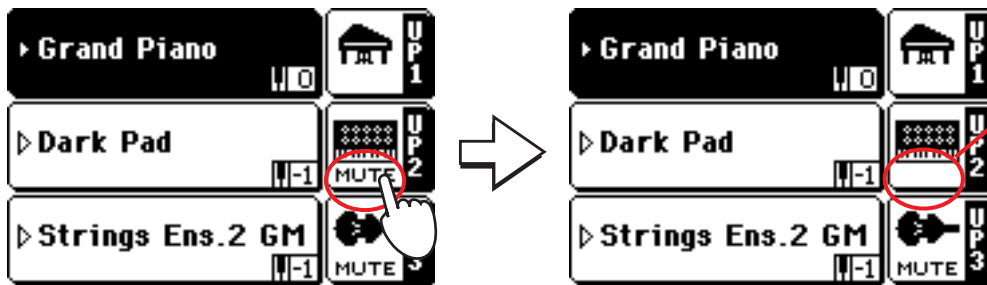 Grand Piano
0
UP1
Dark Pad
-1
MUTE
UP2
Strings Ens.2 GM
-1
MUTE
3
Grand Piano
0
UP1
Dark Pad
-1
UP2
Strings Ens.2 GM
-1
MUTE
UP3